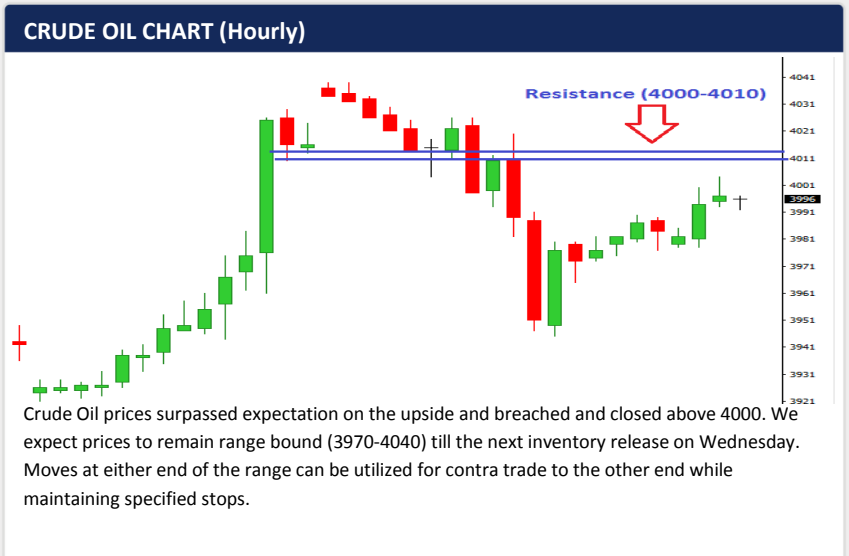 CRUDE OIL CHART (Hourly)
Resistance (4000-4010)
4041
4031
4021
4011
4001
3996
3991
3981
3971
3961
3951
3941
3931
3921
Crude Oil prices surpassed expectation on the upside and breached and closed above 4000. We
expect prices to remain range bound (3970-4040) till the next inventory release on Wednesday.
Moves at either end of the range can be utilized for contra trade to the other end while
maintaining specified stops.